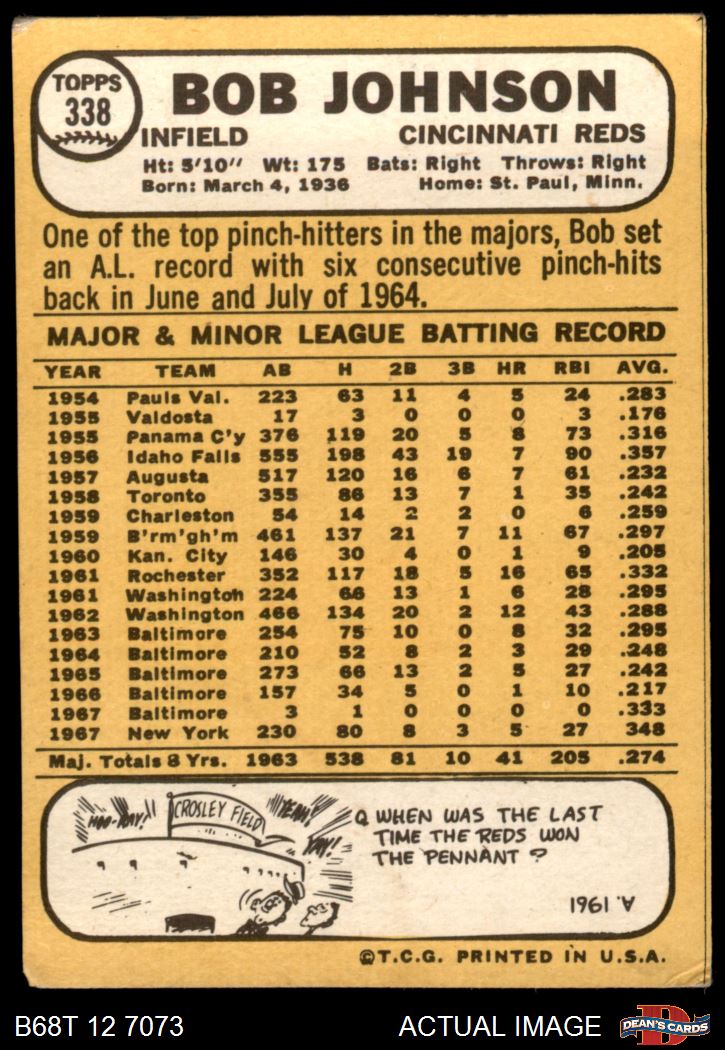 TOPPS
338
BOB JOHNSON
INFIELD CINCINNATI REDS
Ht: 5'10" Wt: 175 Bats: Right Throws: Right
Born: March 4, 1936 Home: St. Paul, Minn.
One of the top pinch-hitters in the majors, Bob set
an A.L. record with six consecutive pinch-hits
back in June and July of 1964.
MAJOR & MINOR LEAGUE BATTING RECORD
YEAR TEAM AB H 2B 3B HR RBI AVG.
1954 Pauls Val. 223 63 11 4 5 24 .283
1955 Valdosta 17 3 0 0 0 3 .176
1955 Panama C'y 376 119 20 5 8 73 .316
1956 Idaho Falls 555 198 43 19 7 90 .357
1957 Augusta 517 120 16 6 7 61 .232
1958 Toronto 355 86 13 7 1 35 .242
1959 Charleston 54 14 2 2 0 6 .259
1959 B'rm'gh'm 461 137 21 7 11 67 .297
1960 Kan. City 146 30 4 0 1 9 .205
1961 Rochester 352 117 18 5 16 65 .332
1961 Washington 224 66 13 1 6 28 .295
1962 Washington 466 134 20 2 12 43 .288
1963 Baltimore 254 75 10 0 8 32 .295
1964 Baltimore 210 52 8 2 3 29 .248
1965 Baltimore 273 66 13 2 5 27 .242
1966 Baltimore 157 34 5 0 1 10 .217
1967 Baltimore 3 1 0 0 0 0 .333
1967 New York 230 80 8 3 5 27 348
Maj. Totals 8 Yrs. 1963 538 81 10 41 205 .274
HOO-RAY!
CROSLEY FIELD
YEAH!
YAY!
Q WHEN WAS THE LAST
TIME THE REDS WON
THE PENNANT ?
A. 1961
©T.C.G. PRINTED IN U.S.A.
B68T 12 7073 ACTUAL IMAGE
D
DEAN'S CARDS